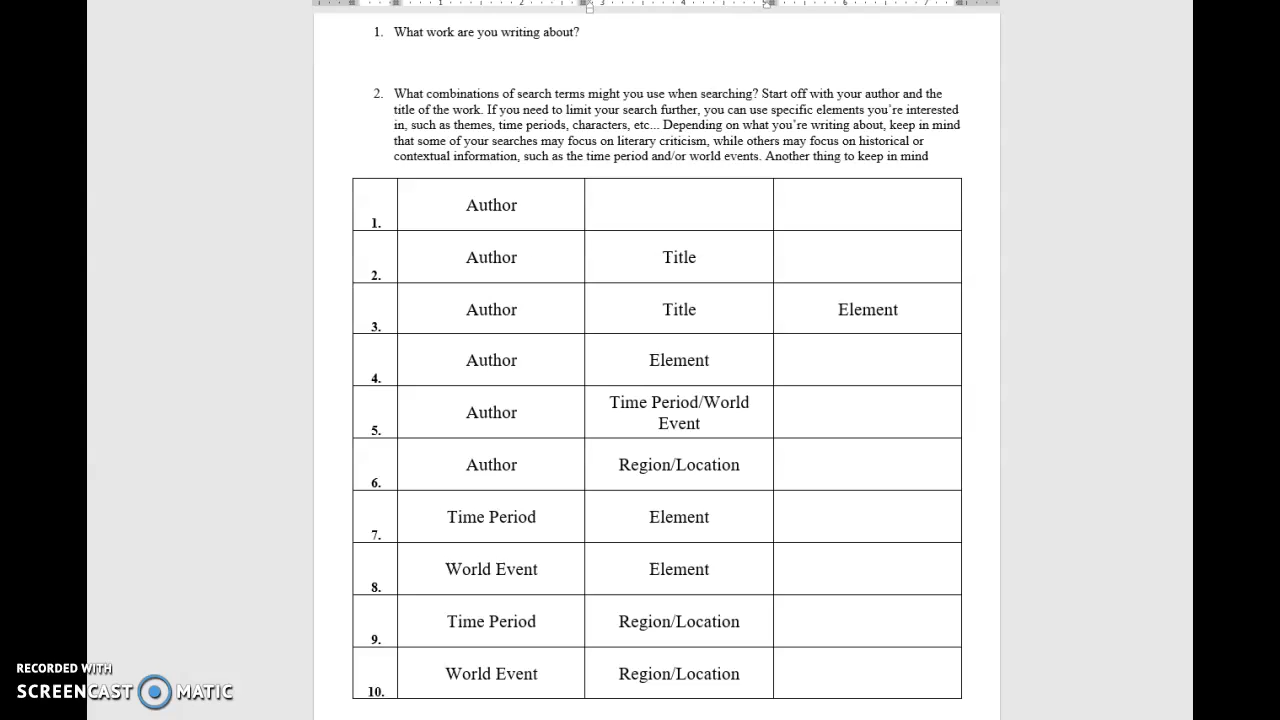 1. What work are you writing about?
2. What combinations of search terms might you use when searching? Start off with your author and the
title of the work. If you need to limit your search further, you can use specific elements you're interested
in, such as themes, time periods, characters, etc... Depending on what you're writing about, keep in mind
that some of your searches may focus on literary criticism, while others may focus on historical or
contextual information, such as the time period and/or world events. Another thing to keep in mind
1. Author
2. Author Title
3. Author Title Element
4. Author Element
5. Author Time Period/World
Event
6. Author Region/Location
7. Time Period Element
8. World Event Element
9. Time Period Region/Location
10. World Event Region/Location
RECORDED WITH
SCREENCAST MATIC